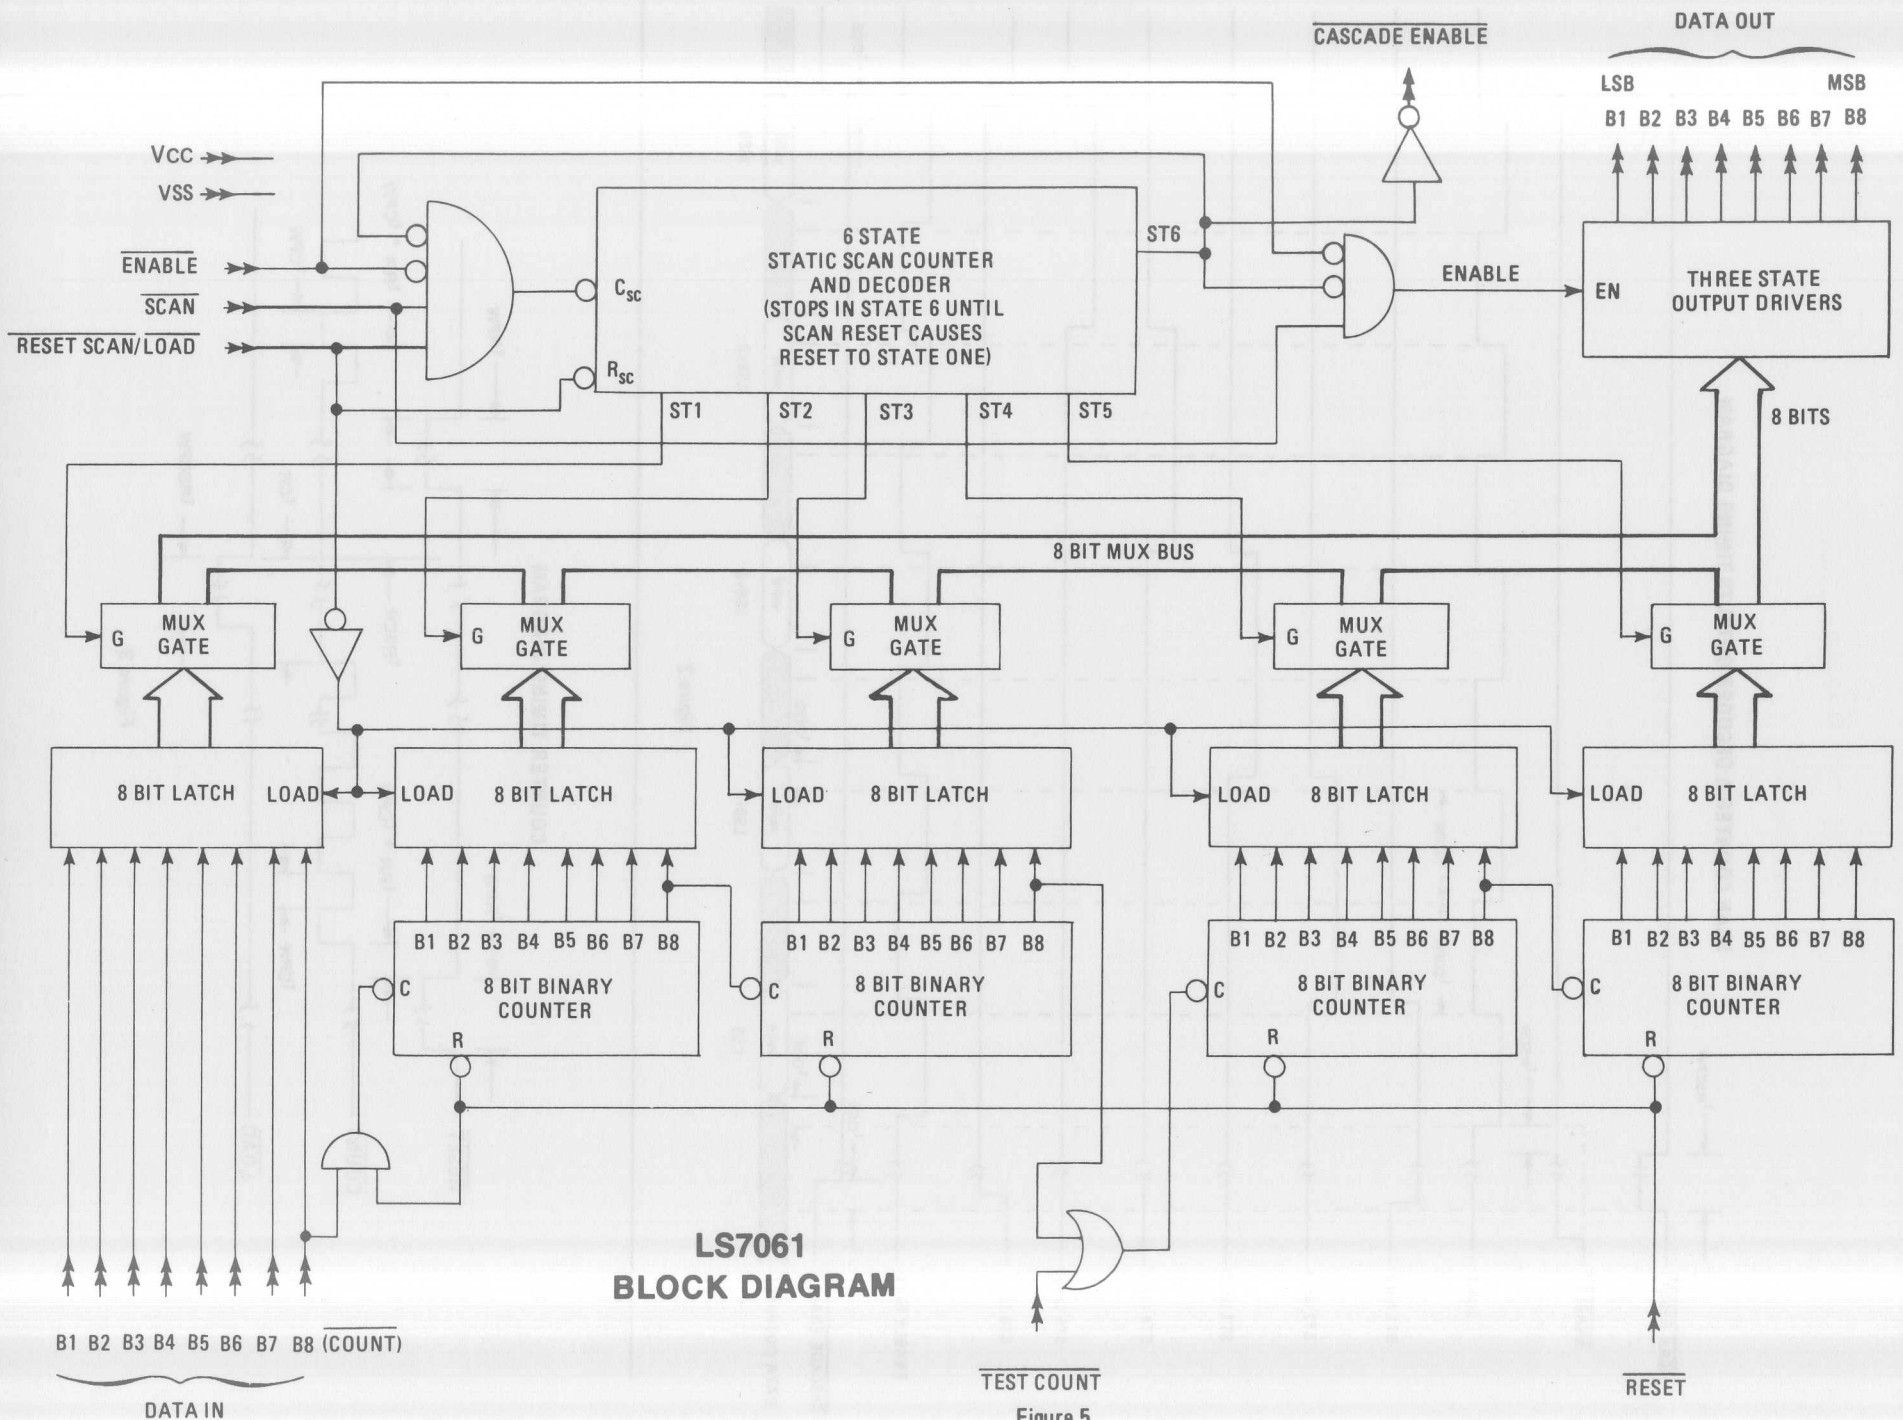 CASCADE ENABLE
DATA OUT
LSB MSB
B1 B2 B3 B4 B5 B6 B7 B8
VCC
VSS
ENABLE
SCAN
RESET SCAN/LOAD
CSC
RSC
6 STATE
STATIC SCAN COUNTER
AND DECODER
(STOPS IN STATE 6 UNTIL
SCAN RESET CAUSES
RESET TO STATE ONE)
ST6
ST1 ST2 ST3 ST4 ST5
ENABLE
EN
THREE STATE
OUTPUT DRIVERS
8 BITS
8 BIT MUX BUS
G
MUX
GATE
G
MUX
GATE
G
MUX
GATE
G
MUX
GATE
G
MUX
GATE
8 BIT LATCH LOAD
LOAD 8 BIT LATCH
LOAD 8 BIT LATCH
LOAD 8 BIT LATCH
LOAD 8 BIT LATCH
B1 B2 B3 B4 B5 B6 B7 B8
C
8 BIT BINARY
COUNTER
R
B1 B2 B3 B4 B5 B6 B7 B8
C
8 BIT BINARY
COUNTER
R
B1 B2 B3 B4 B5 B6 B7 B8
C
8 BIT BINARY
COUNTER
R
B1 B2 B3 B4 B5 B6 B7 B8
C
8 BIT BINARY
COUNTER
R
LS7061
BLOCK DIAGRAM
B1 B2 B3 B4 B5 B6 B7 B8 (COUNT)
DATA IN
TEST COUNT
Figure 5
RESET